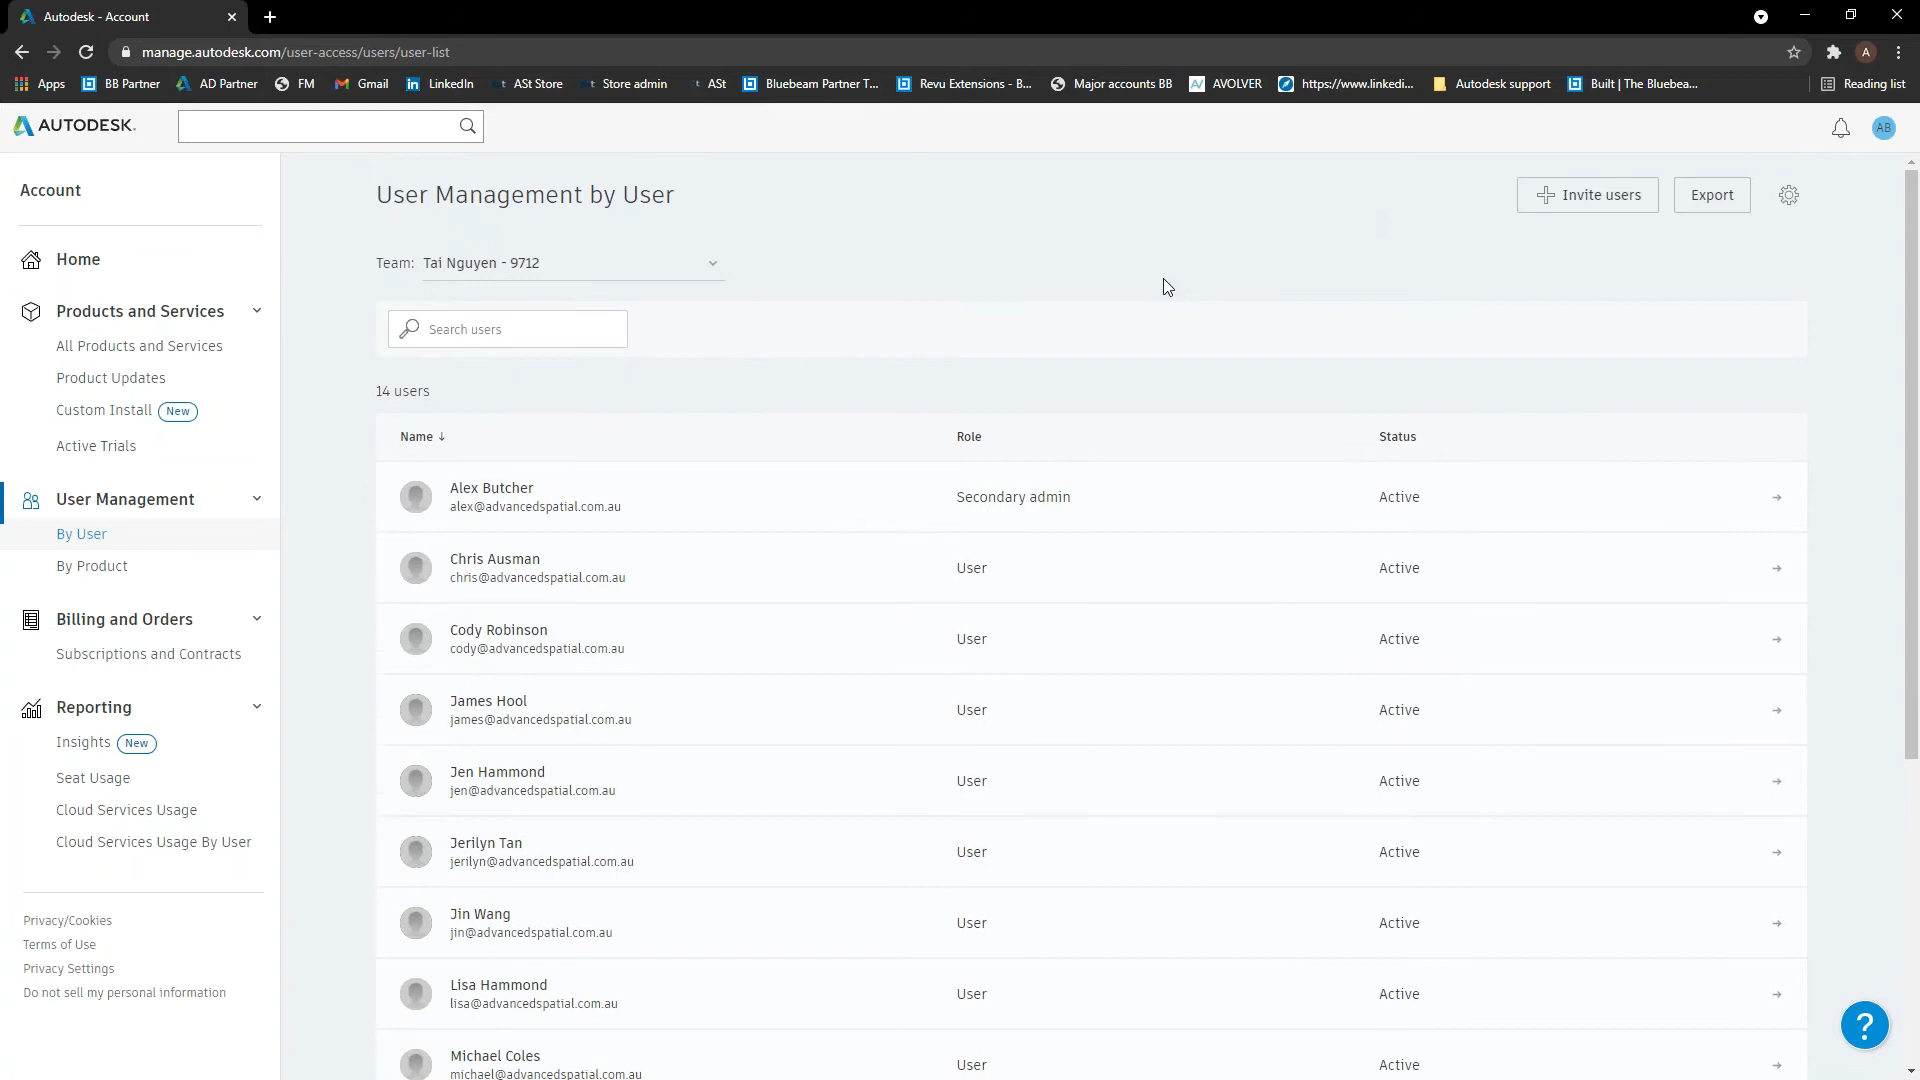 Autodesk - Account
manage.autodesk.com/user-access/users/user-list
A
Apps
BB Partner
AD Partner
FM
Gmail
LinkedIn
ASt Store
Store admin
ASt
Bluebeam Partner T...
Revu Extensions - B...
Major accounts BB
AVOLVER
https://www.linkedi...
Autodesk support
Built | The Bluebea...
Reading list
AUTODESK.
AB
Account
Home
Products and Services
All Products and Services
Product Updates
Custom Install New
Active Trials
User Management
By User
By Product
Billing and Orders
Subscriptions and Contracts
Reporting
Insights New
Seat Usage
Cloud Services Usage
Cloud Services Usage By User
Privacy/Cookies
Terms of Use
Privacy Settings
Do not sell my personal information
User Management by User
Invite users
Export
Team: Tai Nguyen - 9712
Search users
14 users
Name ↓ Role Status
Alex Butcher
alex@advancedspatial.com.au
Secondary admin
Active
Chris Ausman
chris@advancedspatial.com.au
User
Active
Cody Robinson
cody@advancedspatial.com.au
User
Active
James Hool
james@advancedspatial.com.au
User
Active
Jen Hammond
jen@advancedspatial.com.au
User
Active
Jerilyn Tan
jerilyn@advancedspatial.com.au
User
Active
Jin Wang
jin@advancedspatial.com.au
User
Active
Lisa Hammond
lisa@advancedspatial.com.au
User
Active
Michael Coles
michael@advancedspatial.com.au
User
Active
?